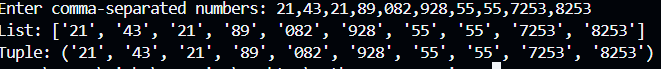 Enter comma-separated numbers: 21,43,21,89,082,928,55,55,7253,8253
List: ['21', '43', '21', '89', '082', '928', '55', '55', '7253', '8253']
Tuple: ('21', '43', '21', '89', '082', '928', '55', '55', '7253', '8253')